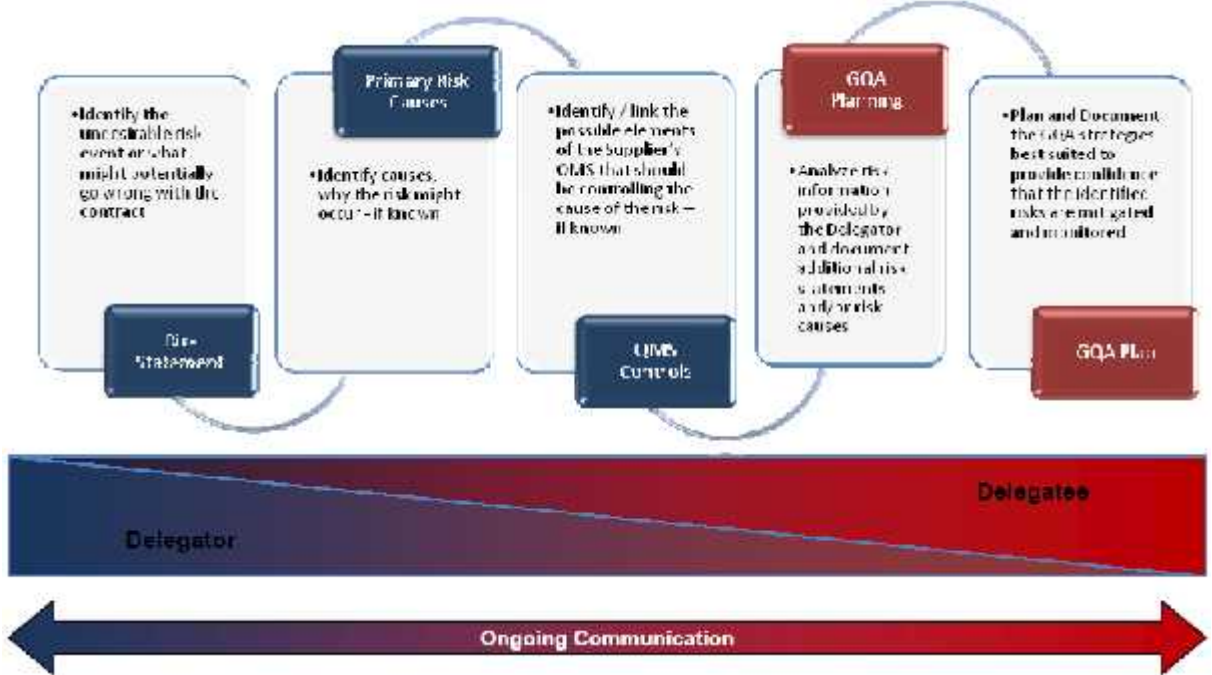 •Identify the
undesirable risk
event or what
might potentially
go wrong with the
contract
Risk
Statement
Primary Risk
Causes
•Identify causes,
why the risk might
occur - if known
•Identify / link the
possible elements
of the Supplier's
QMS that should
be controlling the
cause of the risk –
if known
QMS
Controls
GQA
Planning
•Analyze risk
information
provided by
the Delegator
and document
additional risk
statements
and/or risk
causes
•Plan and Document
the GQA strategies
best suited to
provide confidence
that the identified
risks are mitigated
and monitored
GQA Plan
Delegatee
Delegator
Ongoing Communication